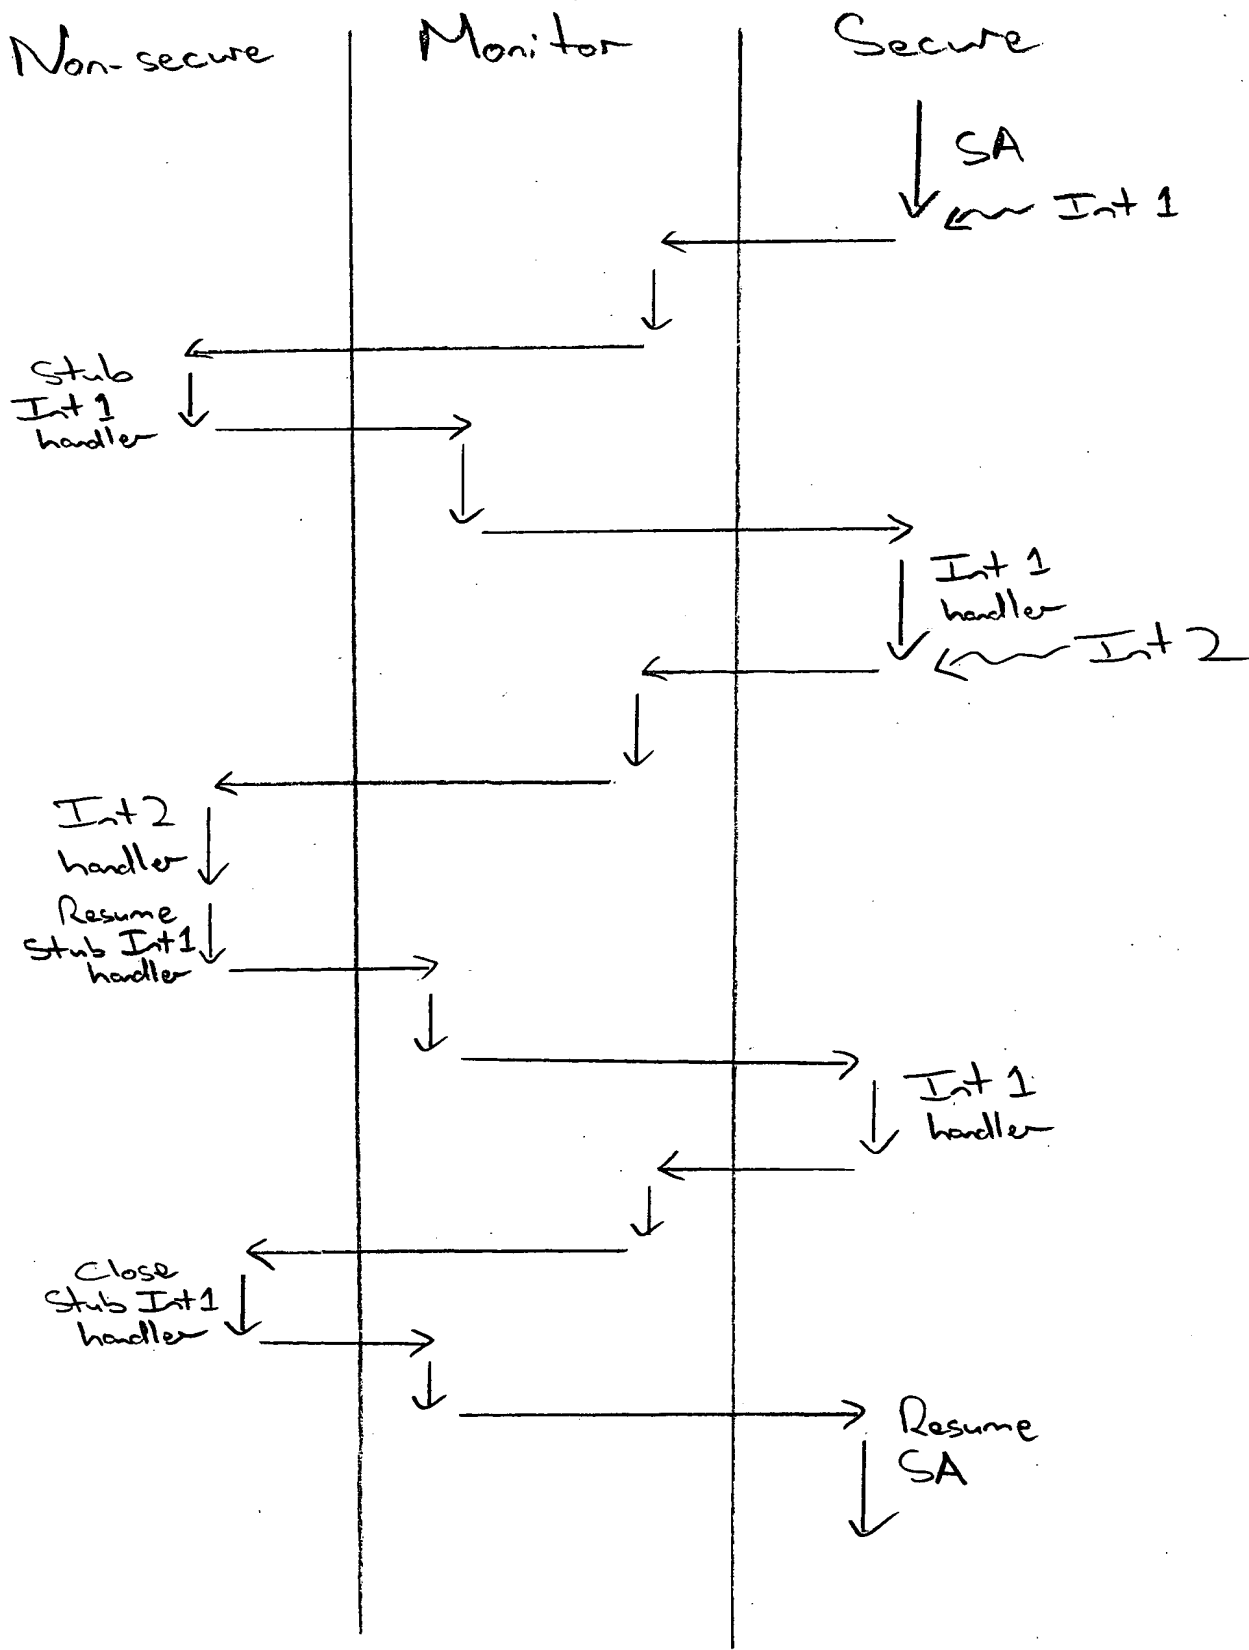 Non-secure
Monitor
Secure
SA
Int 1
Stub
Int 1
handler
Int 1
handler
Int 2
Int 2
handler
Resume
Stub Int 1
handler
Int 1
handler
Close
Stub Int 1
handler
Resume
SA